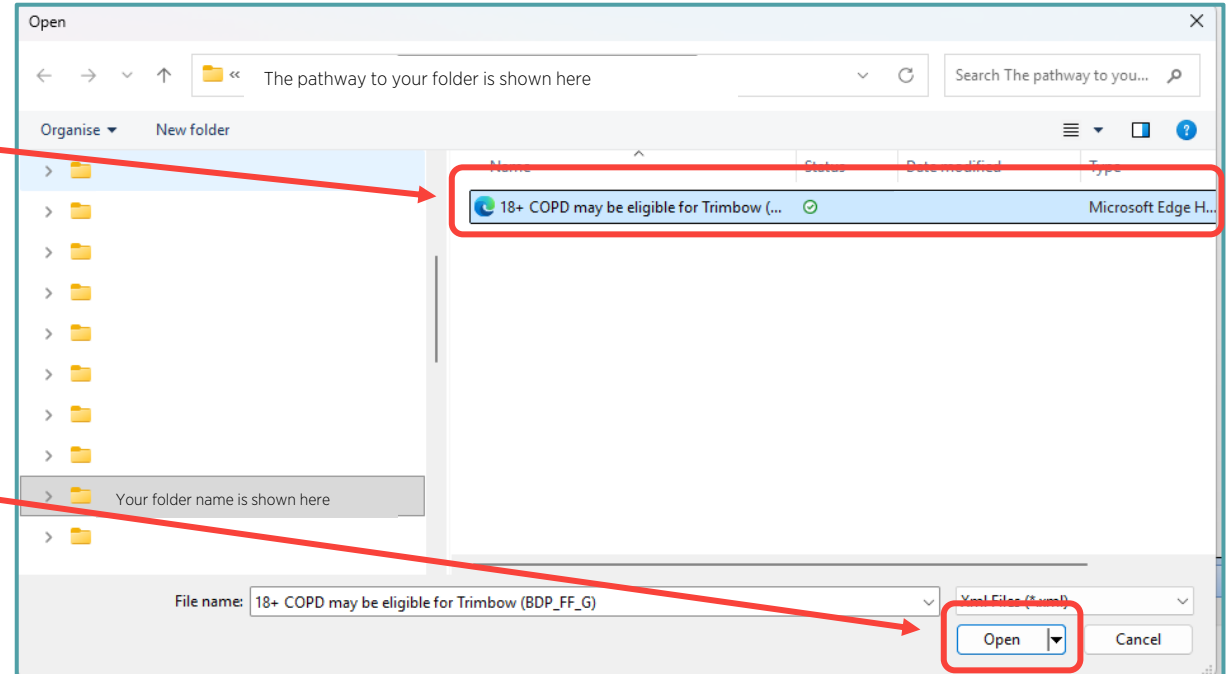 Open
« The pathway to your folder is shown here
Search The pathway to you...
Organise New folder
Name Status Date modified Type
18+ COPD may be eligible for Trimbow (... Microsoft Edge H...
Your folder name is shown here
File name: 18+ COPD may be eligible for Trimbow (BDP_FF_G) Xml Files (*.xml)
Open Cancel